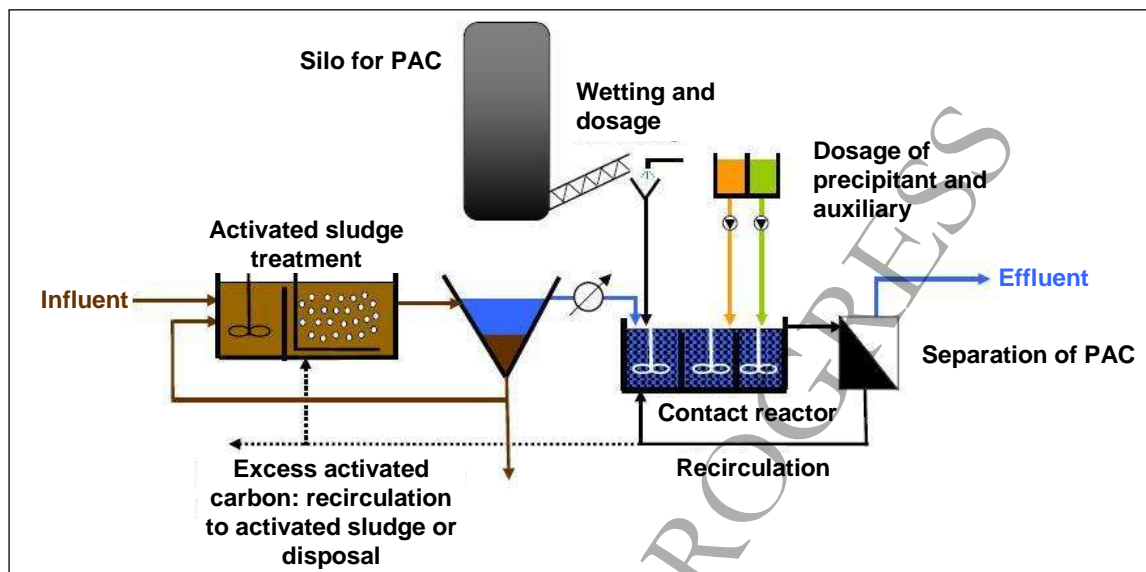 Silo for PAC
Wetting and
dosage
Dosage of
precipitant and
auxiliary
Activated sludge
treatment
Influent
Effluent
Separation of PAC
Contact reactor
Recirculation
Excess activated
carbon: recirculation
to activated sludge or
disposal
ROGRESS